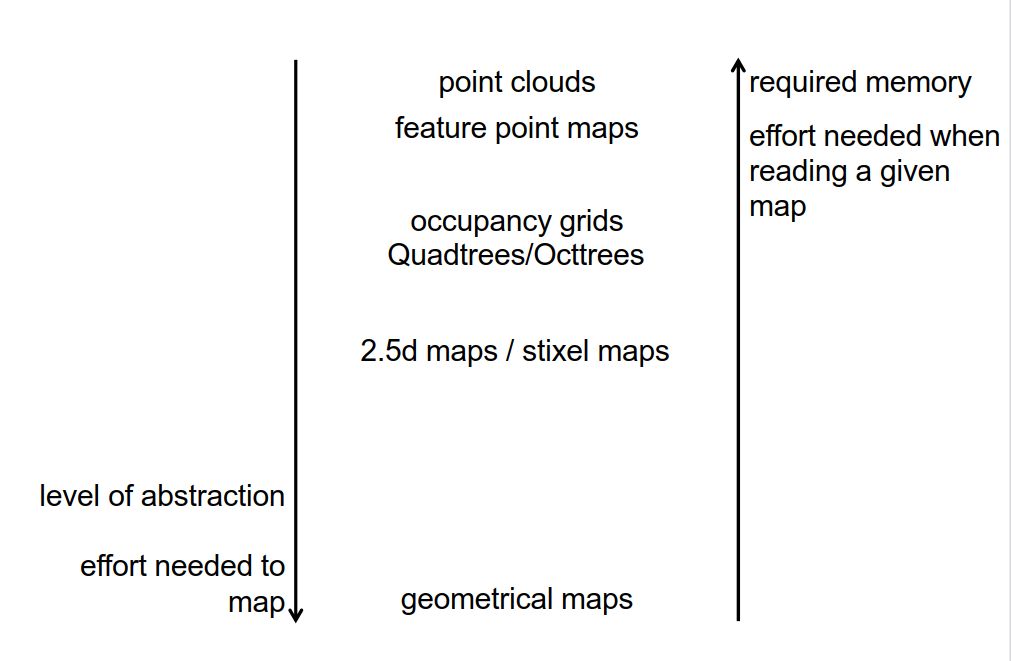 point clouds
required memory
feature point maps
effort needed when
reading a given
map
occupancy grids
Quadtrees/Octtrees
2.5d maps / stixel maps
level of abstraction
effort needed to
map
geometrical maps